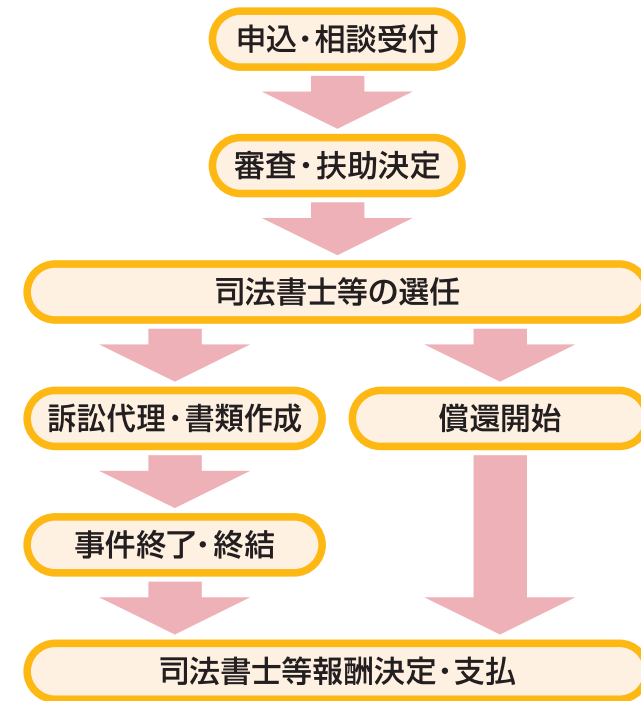 申込・相談受付
審査・扶助決定
司法書士等の選任
訴訟代理・書類作成
償還開始
事件終了・終結
司法書士等報酬決定・支払